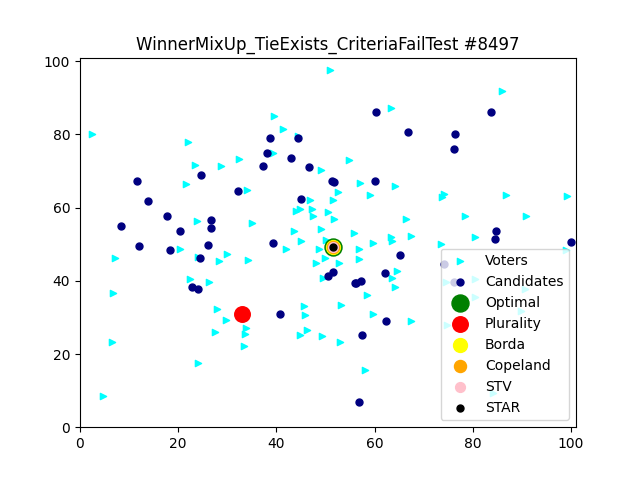 WinnerMixUp_TieExists_CriteriaFailTest #8497
100
80
60
40
20
0
0
20
40
60
80
100
Voters
Candidates
Optimal
Plurality
Borda
Copeland
STV
STAR